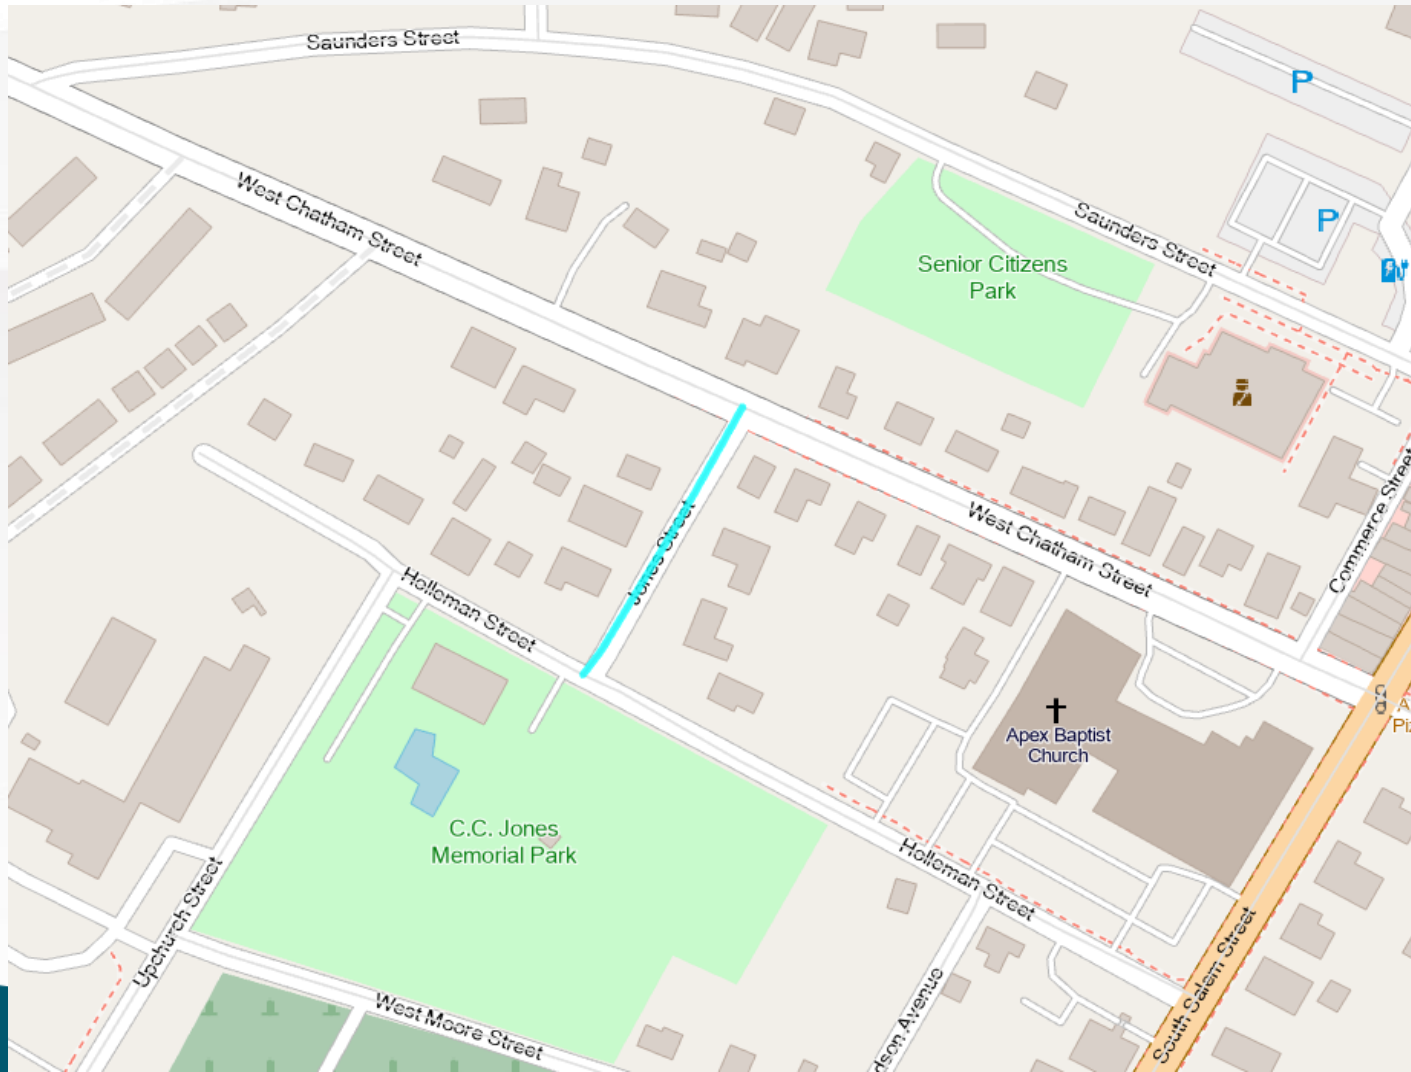 Saunders Street
P
West Chatham Street
P
Saunders Street
Senior Citizens
Park
Jones Street
West Chatham Street
Commerce Street
Holleman Street
Apex Baptist
Church
C.C. Jones
Memorial Park
Holleman Street
Upchurch Street
South Salem Street
West Moore Street